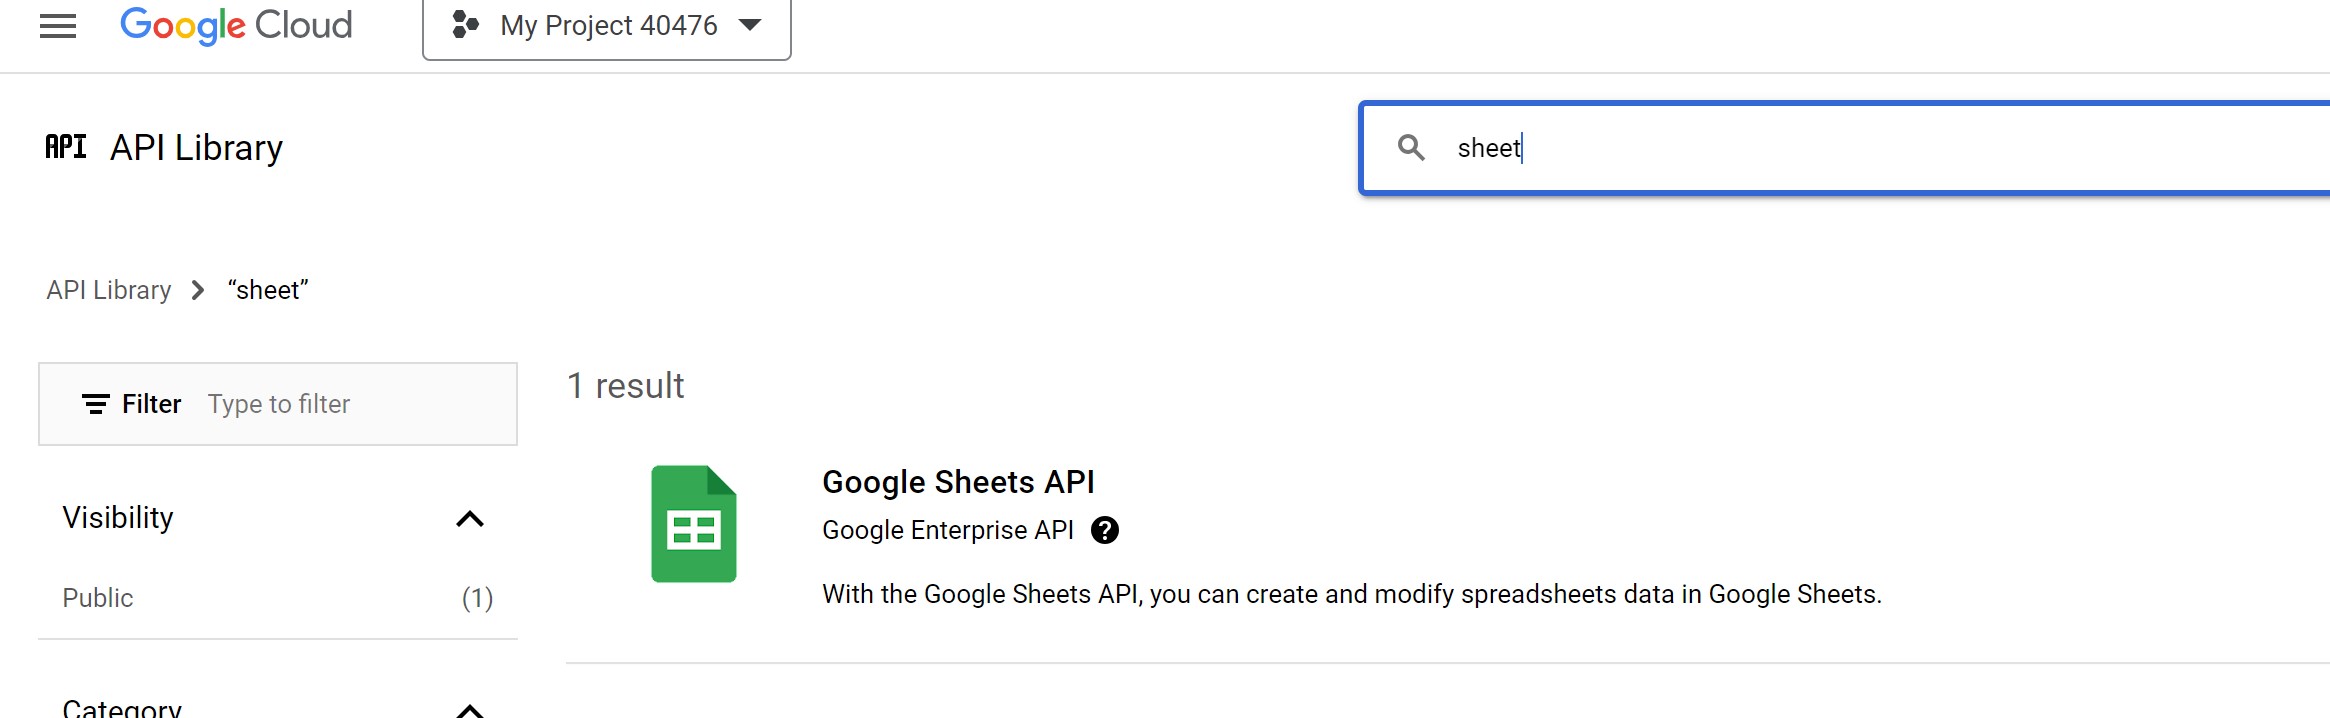 Google Cloud
My Project 40476
API API Library
sheet
API Library > “sheet”
Filter Type to filter
1 result
Google Sheets API
Google Enterprise API ?
With the Google Sheets API, you can create and modify spreadsheets data in Google Sheets.
Visibility
Public (1)
Category